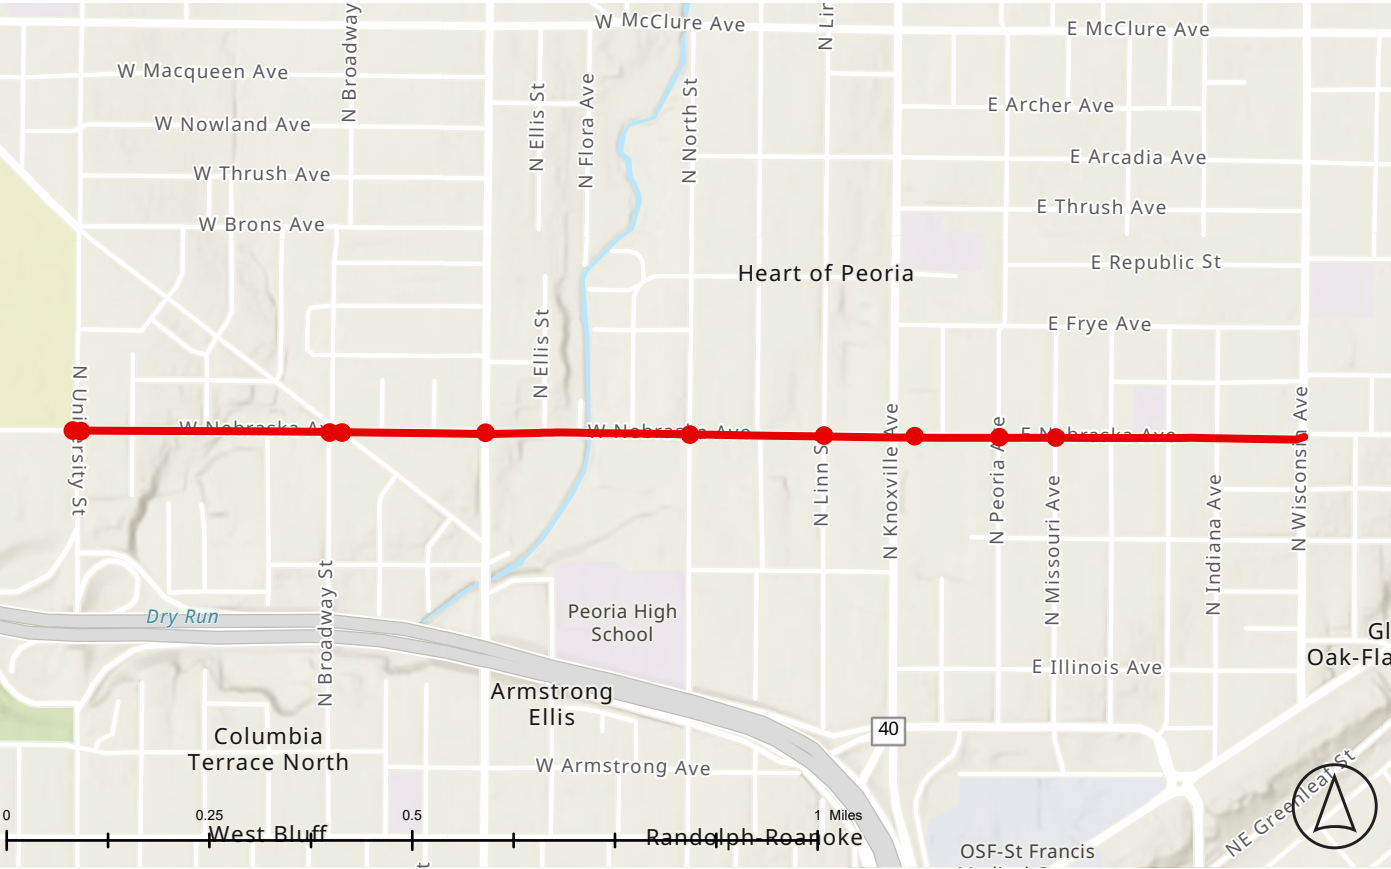 W McClure Ave
E McClure Ave
N Broadway
N Lin
W Macqueen Ave
N Ellis St
N Flora Ave
N North St
E Archer Ave
W Nowland Ave
E Arcadia Ave
W Thrush Ave
E Thrush Ave
W Brons Ave
Heart of Peoria
E Republic St
E Frye Ave
N Ellis St
N University St
W Nebraska Ave
W Nebraska Ave
E Nebraska Ave
N Linn S
N Knoxville Ave
N Peoria Ave
N Missouri Ave
N Indiana Ave
N Wisconsin Ave
Dry Run
N Broadway St
Peoria High
School
Gl
Oak-Fla
E Illinois Ave
Armstrong
Ellis
40
Columbia
Terrace North
W Armstrong Ave
NE Greenleaf St
0
0.25
0.5
1 Miles
West Bluff
Randolph-Roanoke
OSF-St Francis